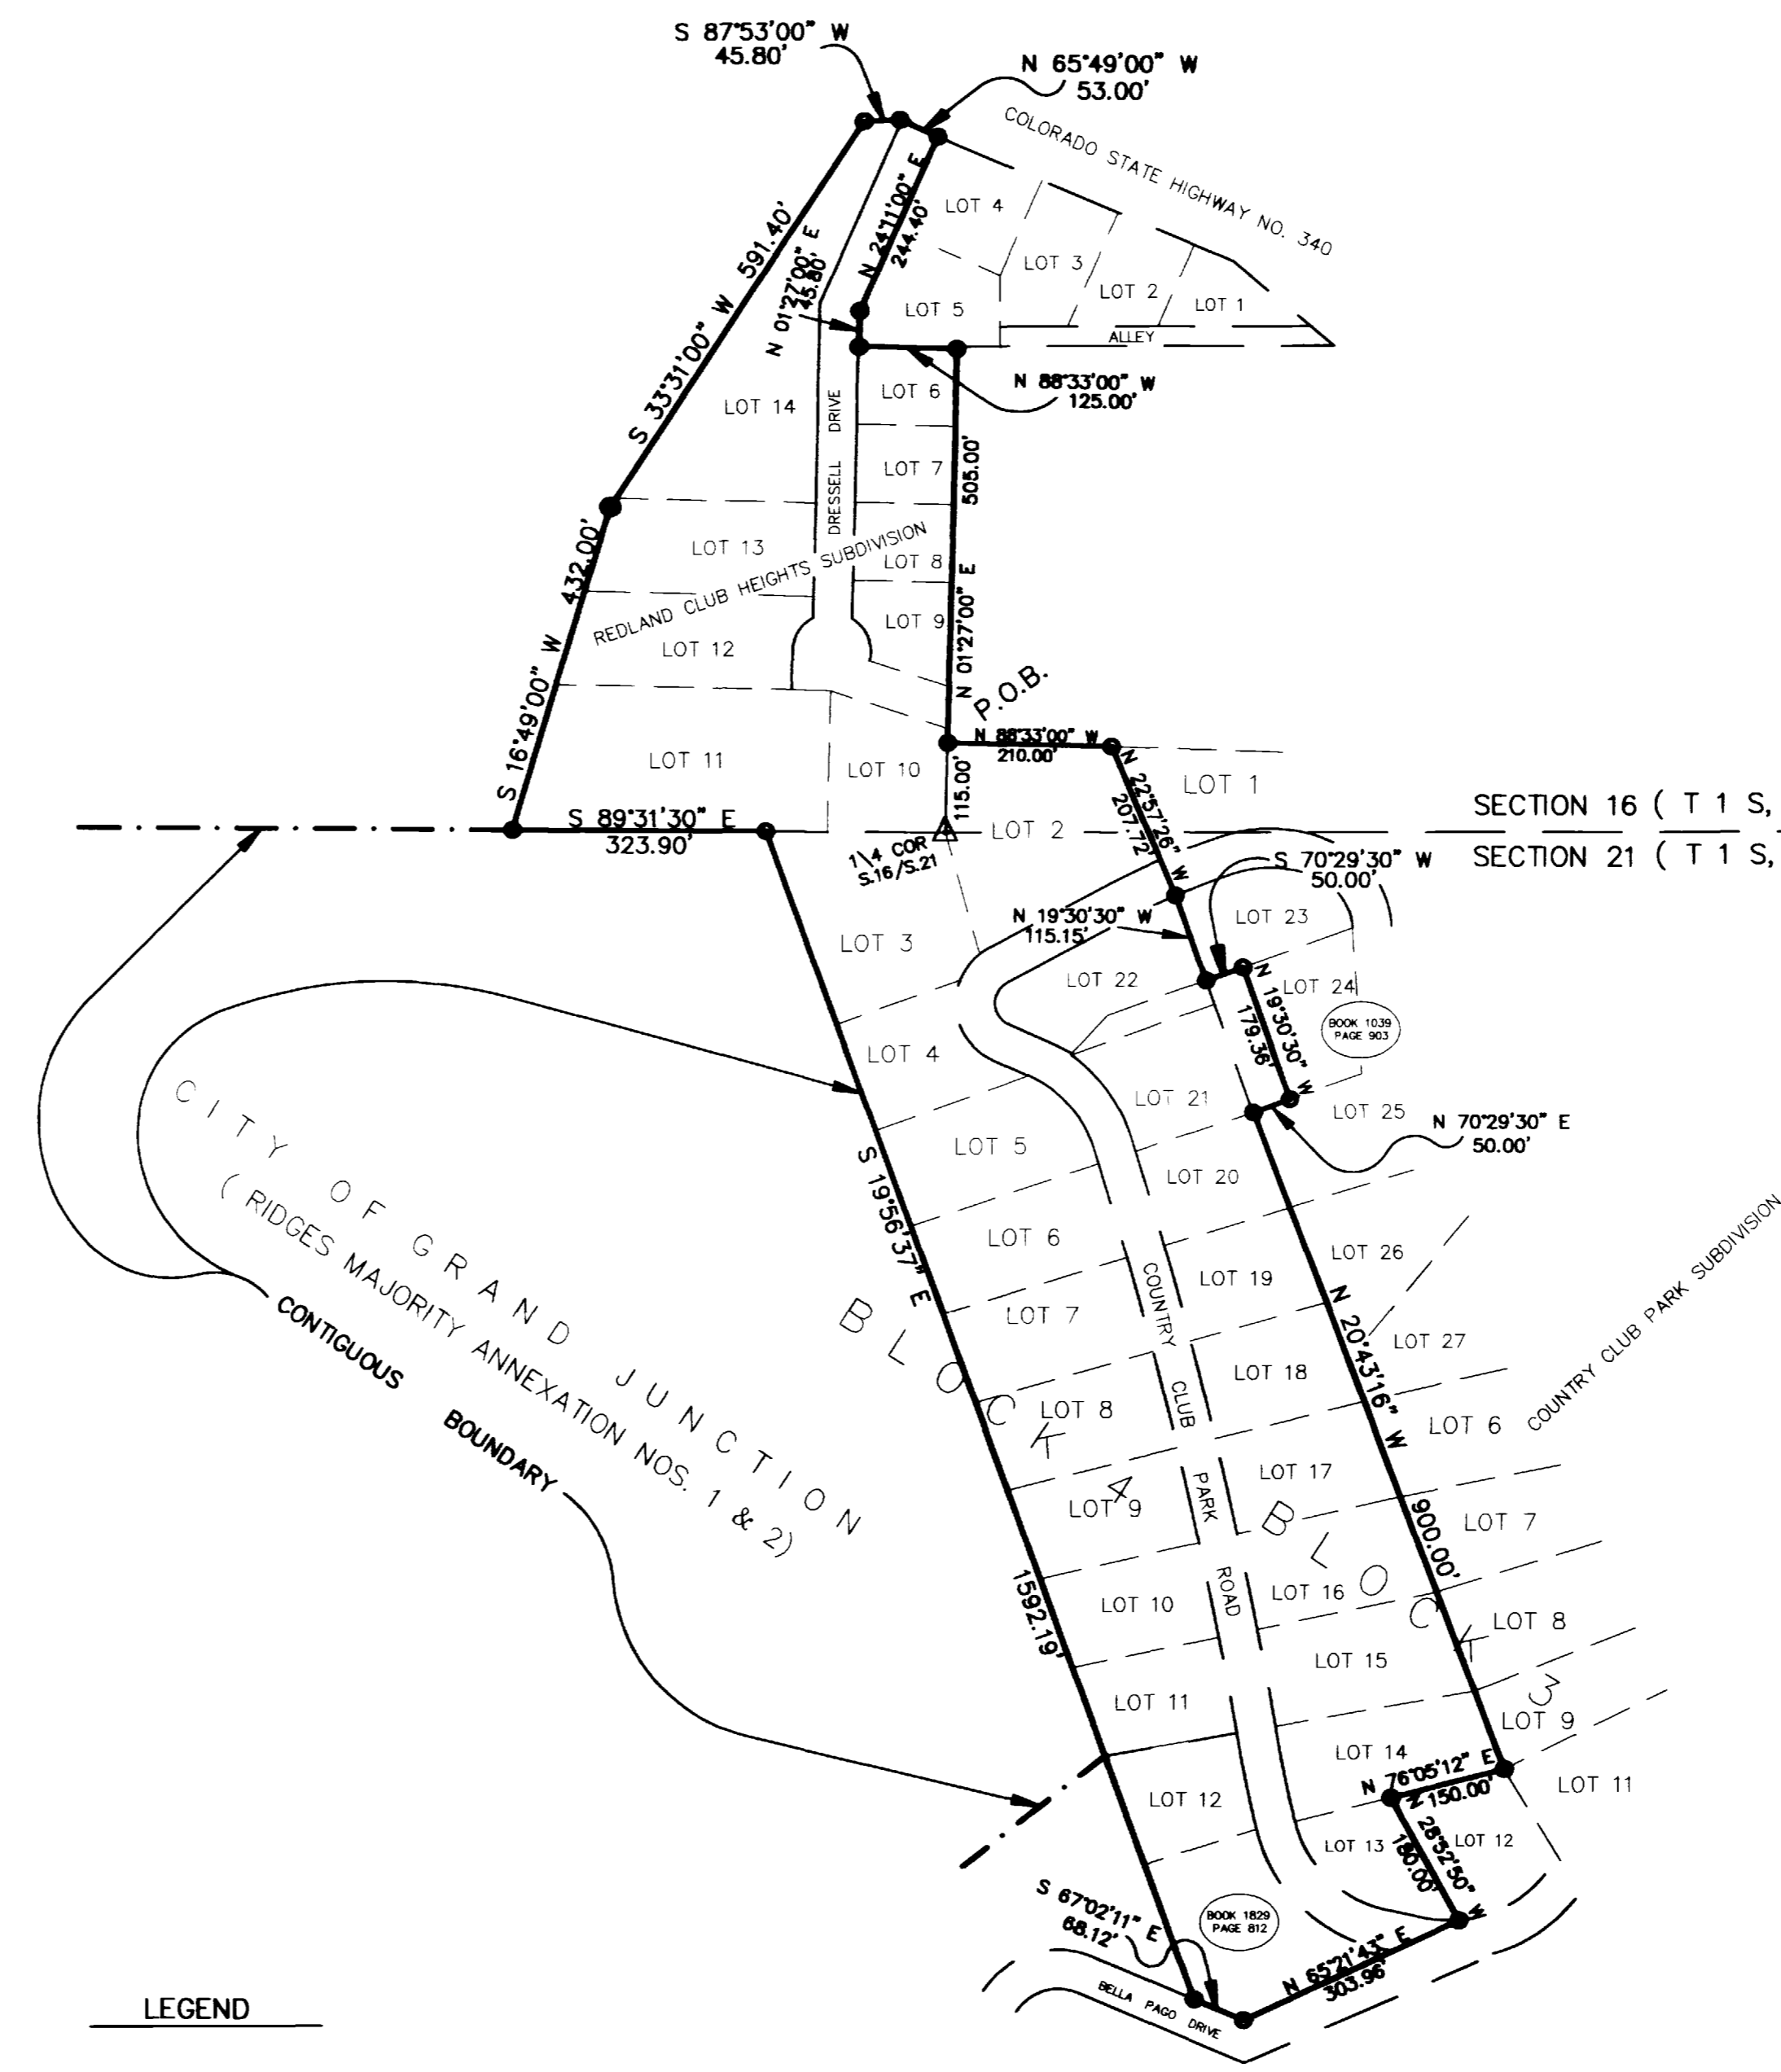 S 87°53'00" W
45.80'
N 65°49'00" W
53.00'
COLORADO STATE HIGHWAY NO. 340
N 24°11'00" E
244.40'
LOT 4
LOT 3
LOT 2
LOT 1
LOT 5
ALLEY
N 01°27'00" E
45.80'
S 33°31'00" W 591.40'
N 88°33'00" W
125.00'
LOT 14
DRESSELL DRIVE
LOT 6
LOT 7
505.00'
N 01°27'00" E
LOT 13
LOT 8
REDLAND CLUB HEIGHTS SUBDIVISION
LOT 9
LOT 12
S 16°49'00" W 432.00'
P.O.B.
N 88°33'00" W
210.00'
LOT 11
LOT 10
115.00'
LOT 1
N 22°57'26" W
207.72'
S 89°31'30" E
323.90'
1\4 COR
S.16/S.21
LOT 2
SECTION 16 ( T 1 S,
SECTION 21 ( T 1 S,
S 70°29'30" W
50.00'
N 19°30'30" W
115.15'
LOT 23
LOT 3
LOT 22
LOT 24
N 19°30'30" W
179.36'
BOOK 1039
PAGE 903
LOT 4
LOT 21
LOT 25
N 70°29'30" E
50.00'
LOT 5
LOT 20
CITY OF GRAND JUNCTION
( RIDGES MAJORITY ANNEXATION NOS. 1 & 2)
CONTIGUOUS
BOUNDARY
S 19°56'37" E
1592.19'
BLOCK 4
LOT 6
LOT 19
LOT 26
LOT 7
LOT 27
COUNTRY CLUB PARK ROAD
LOT 18
N 20°43'16" W
900.00'
COUNTRY CLUB PARK SUBDIVISION
LOT 8
LOT 6
LOT 17
LOT 9
BLOCK 3
LOT 7
LOT 10
LOT 16
LOT 8
LOT 15
LOT 11
LOT 9
LOT 14
N 76°05'12" E
150.00'
LOT 11
LOT 12
LOT 13
N 28°52'50" W
180.00'
LOT 12
S 67°02'11" E
68.12'
BOOK 1829
PAGE 812
N 65°21'43" E
303.96'
BELLA PAGO DRIVE
LEGEND